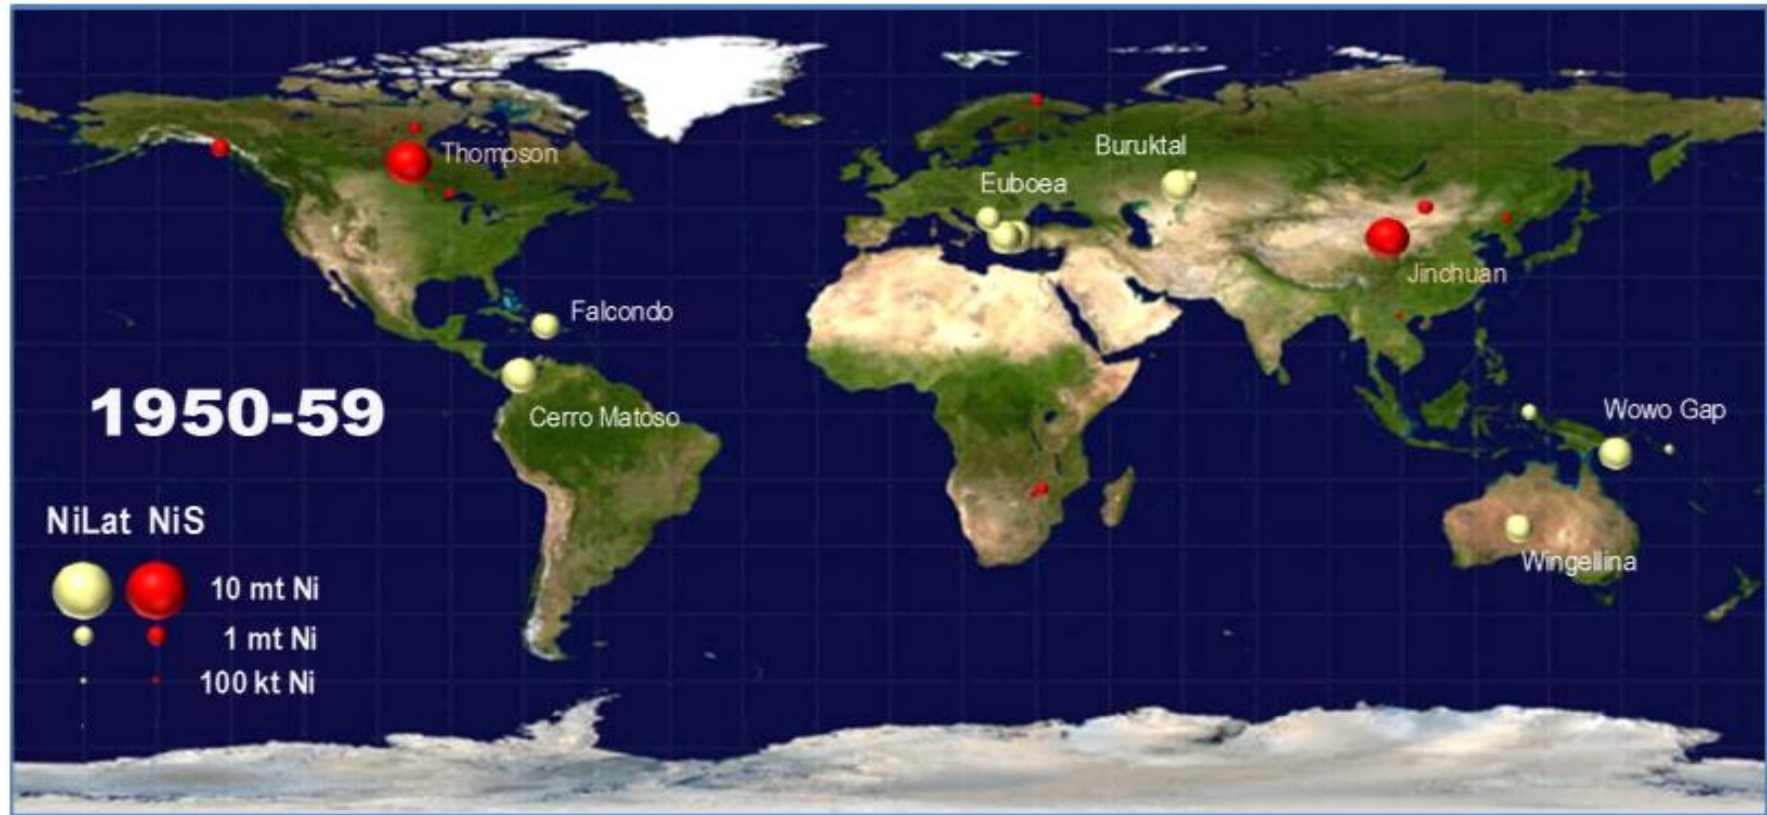 Thompson
Buruktal
Euboea
Jinchuan
Falcondo
Cerro Matoso
1950-59
Wowo Gap
Wingellina
NiLat NiS
10 mt Ni
1 mt Ni
100 kt Ni